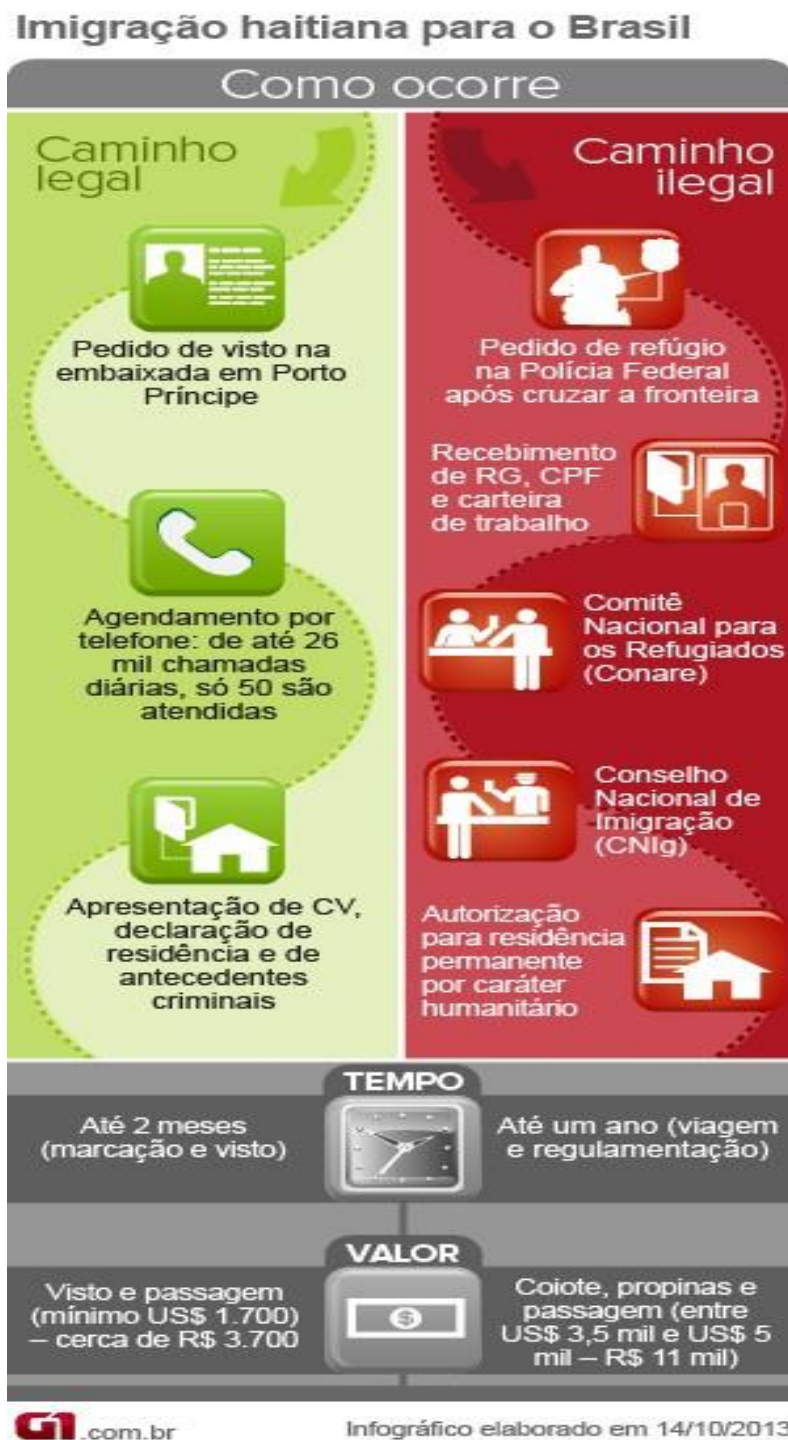 Imigração haitiana para o Brasil
Como ocorre
Caminho
legal
Pedido de visto na
embaixada em Porto
Príncipe
Agendamento por
telefone: de até 26
mil chamadas
diárias, só 50 são
atendidas
Apresentação de CV,
declaração de
residência e de
antecedentes
criminais
Caminho
ilegal
Pedido de refúgio
na Polícia Federal
após cruzar a fronteira
Recebimento
de RG, CPF
e carteira
de trabalho
Comitê
Nacional para
os Refugiados
(Conare)
Conselho
Nacional de
Imigração
(CNIg)
Autorização
para residência
permanente
por caráter
humanitário
TEMPO
Até 2 meses
(marcação e visto)
Até um ano (viagem
e regulamentação)
VALOR
Visto e passagem
(mínimo US$ 1.700)
– cerca de R$ 3.700
$
Coiote, propinas e
passagem (entre
US$ 3,5 mil e US$ 5
mil – R$ 11 mil)
G1.com.br
Infográfico elaborado em 14/10/2013